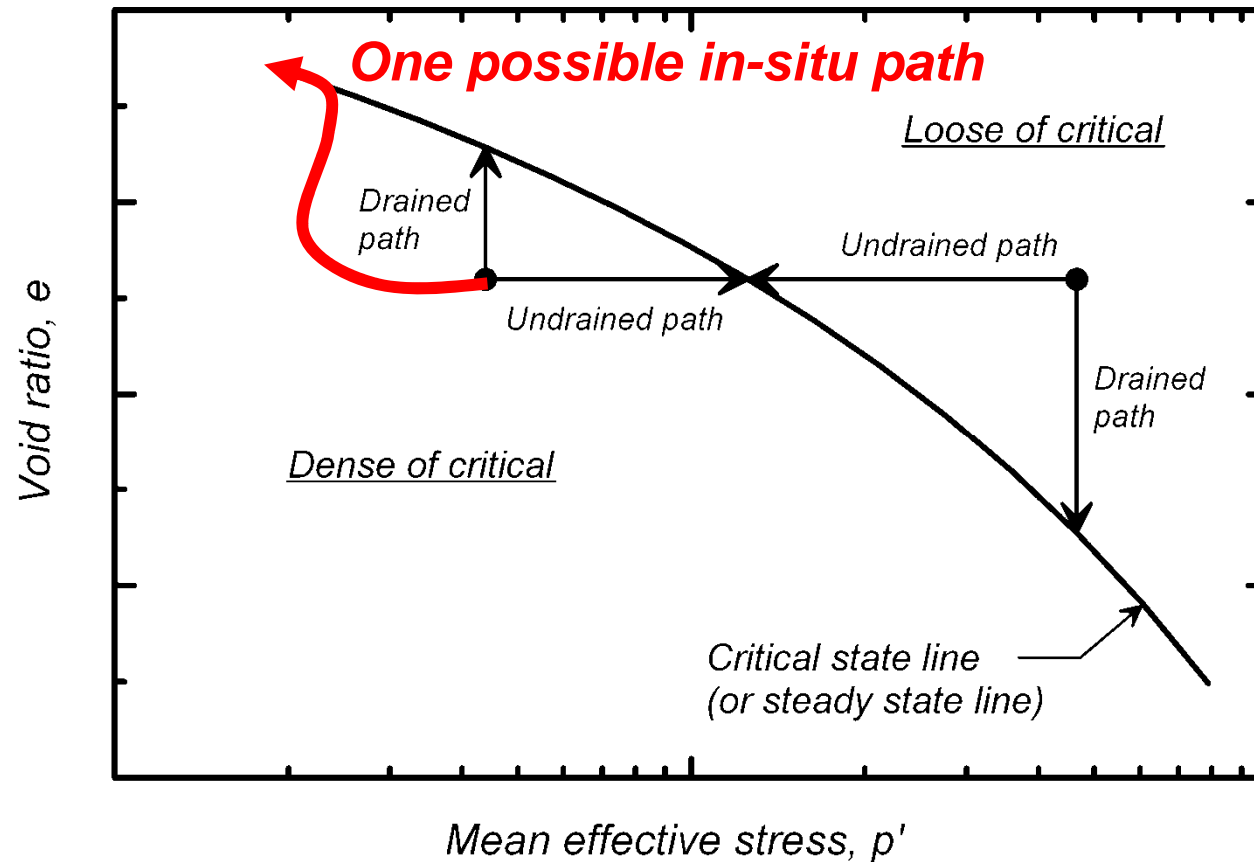 One possible in-situ path
Loose of critical
Drained
path
Undrained path
Undrained path
Drained
path
Dense of critical
Critical state line
(or steady state line)
Void ratio, e
Mean effective stress, p'